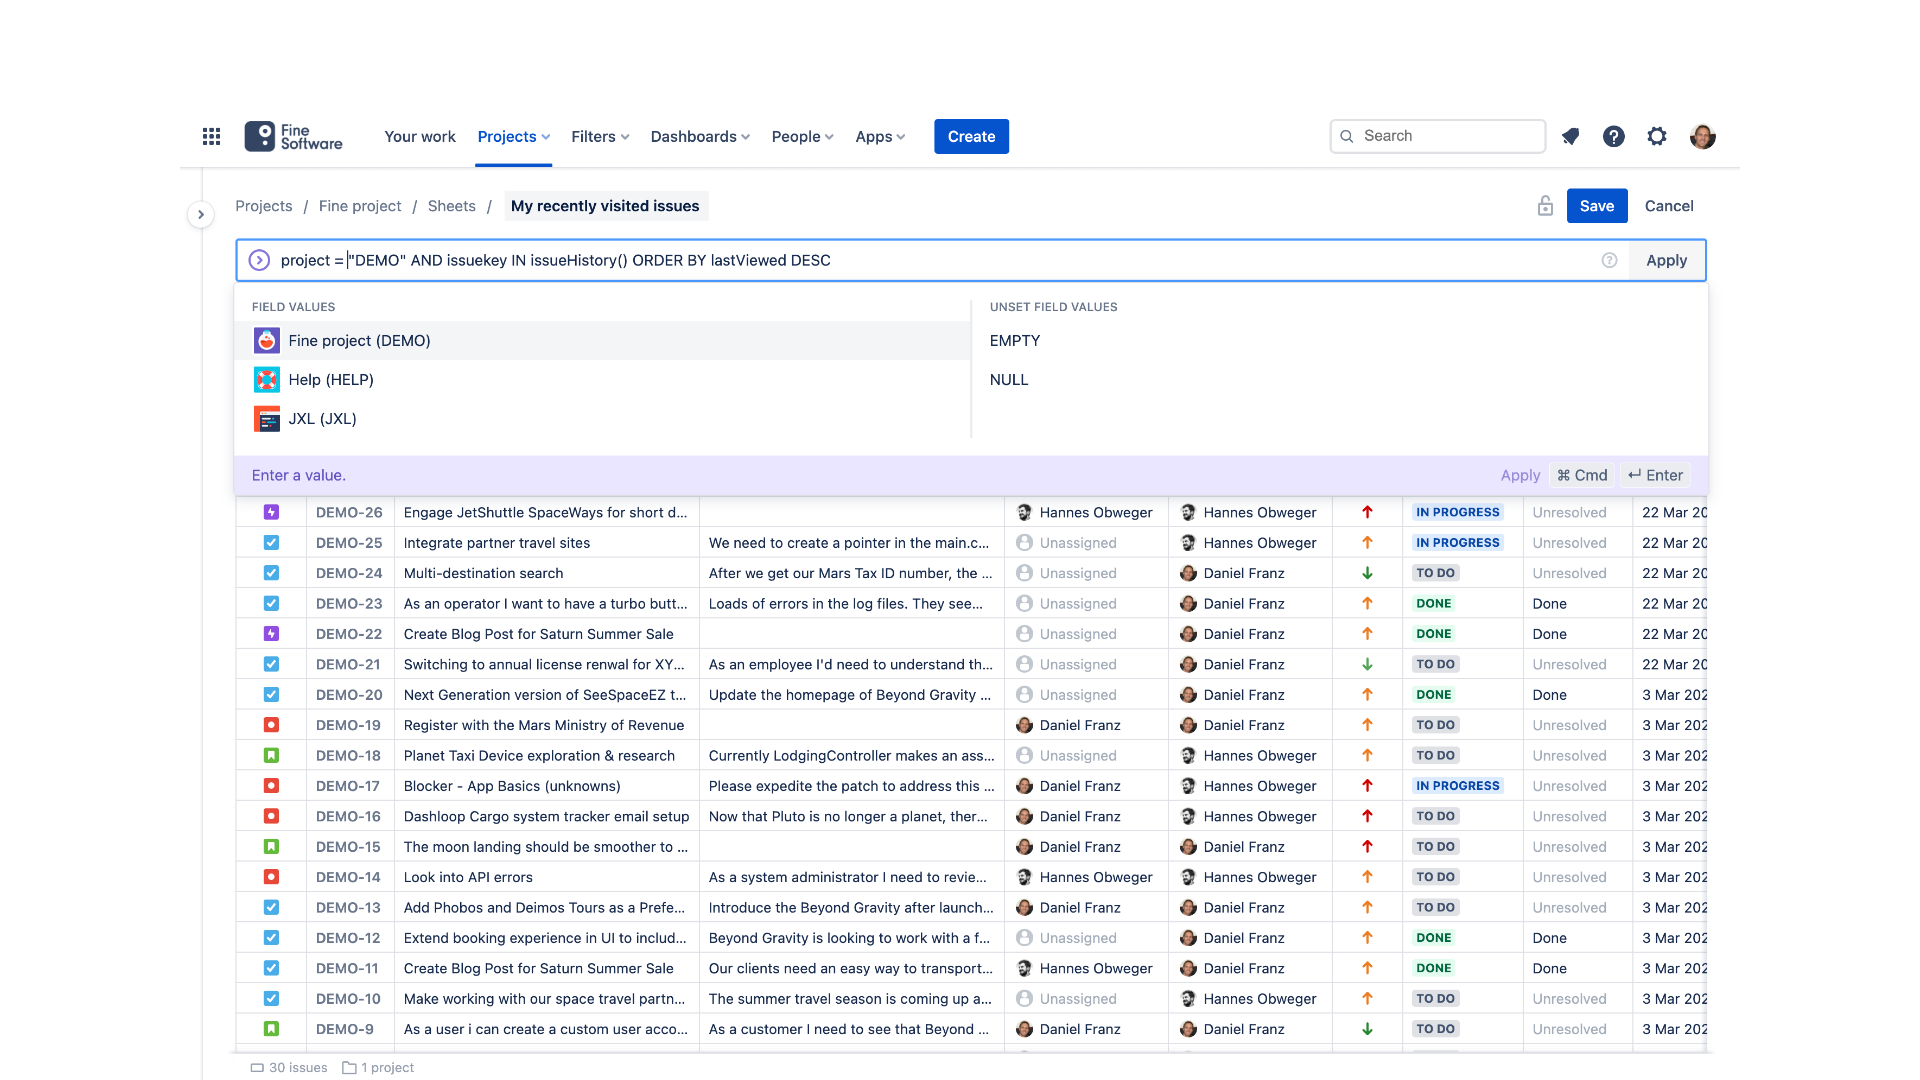 Fine Software
Your work Projects Filters Dashboards People Apps Create Search
Projects / Fine project / Sheets / My recently visited issues Save Cancel
project = "DEMO" AND issuekey IN issueHistory() ORDER BY lastViewed DESC Apply
FIELD VALUES UNSET FIELD VALUES
Fine project (DEMO) EMPTY
Help (HELP) NULL
JXL (JXL)
Enter a value. Apply ⌘ Cmd ↵ Enter
DEMO-26 Engage JetShuttle SpaceWays for short d... Hannes Obweger Hannes Obweger IN PROGRESS Unresolved 22 Mar 20
DEMO-25 Integrate partner travel sites We need to create a pointer in the main.c... Unassigned Hannes Obweger IN PROGRESS Unresolved 22 Mar 20
DEMO-24 Multi-destination search After we get our Mars Tax ID number, the ... Unassigned Daniel Franz TO DO Unresolved 22 Mar 20
DEMO-23 As an operator I want to have a turbo butt... Loads of errors in the log files. They see... Unassigned Daniel Franz DONE Done 22 Mar 20
DEMO-22 Create Blog Post for Saturn Summer Sale Unassigned Daniel Franz DONE Done 22 Mar 20
DEMO-21 Switching to annual license renwal for XY... As an employee I'd need to understand th... Unassigned Daniel Franz TO DO Unresolved 22 Mar 20
DEMO-20 Next Generation version of SeeSpaceEZ t... Update the homepage of Beyond Gravity ... Unassigned Daniel Franz DONE Done 3 Mar 202
DEMO-19 Register with the Mars Ministry of Revenue Daniel Franz Daniel Franz TO DO Unresolved 3 Mar 202
DEMO-18 Planet Taxi Device exploration & research Currently LodgingController makes an ass... Unassigned Hannes Obweger TO DO Unresolved 3 Mar 202
DEMO-17 Blocker - App Basics (unknowns) Please expedite the patch to address this ... Daniel Franz Hannes Obweger IN PROGRESS Unresolved 3 Mar 202
DEMO-16 Dashloop Cargo system tracker email setup Now that Pluto is no longer a planet, ther... Daniel Franz Hannes Obweger TO DO Unresolved 3 Mar 202
DEMO-15 The moon landing should be smoother to ... Daniel Franz Daniel Franz TO DO Unresolved 3 Mar 202
DEMO-14 Look into API errors As a system administrator I need to revie... Hannes Obweger Hannes Obweger TO DO Unresolved 3 Mar 202
DEMO-13 Add Phobos and Deimos Tours as a Prefe... Introduce the Beyond Gravity after launch... Daniel Franz Daniel Franz TO DO Unresolved 3 Mar 202
DEMO-12 Extend booking experience in UI to includ... Beyond Gravity is looking to work with a f... Unassigned Daniel Franz DONE Done 3 Mar 202
DEMO-11 Create Blog Post for Saturn Summer Sale Our clients need an easy way to transport... Hannes Obweger Daniel Franz DONE Done 3 Mar 202
DEMO-10 Make working with our space travel partn... The summer travel season is coming up a... Unassigned Hannes Obweger TO DO Unresolved 3 Mar 202
DEMO-9 As a user i can create a custom user acco... As a customer I need to see that Beyond ... Daniel Franz Daniel Franz TO DO Unresolved 3 Mar 202
30 issues 1 project